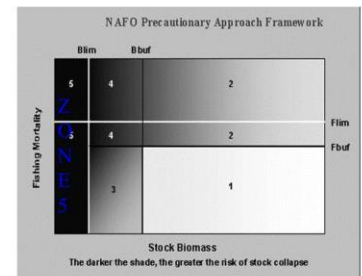 NAFO Precautionary Approach Framework
Blim Bbuf
5 4 2
Flim
5 4 2
Fbuf
3 1
ZONE5
Fishing Mortality
Stock Biomass
The darker the shade, the greater the risk of stock collapse